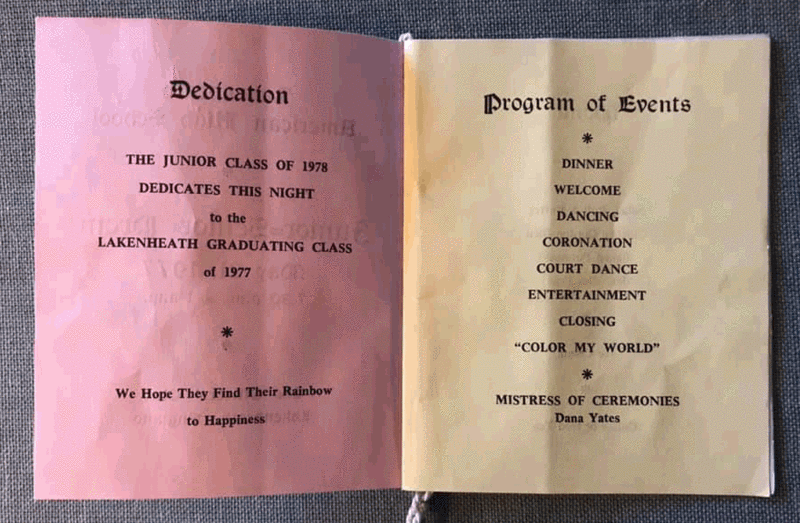 Dedication
THE JUNIOR CLASS OF 1978
DEDICATES THIS NIGHT
to the
LAKENHEATH GRADUATING CLASS
of 1977
*
We Hope They Find Their Rainbow
to Happiness
Program of Events
*
DINNER
WELCOME
DANCING
CORONATION
COURT DANCE
ENTERTAINMENT
CLOSING
"COLOR MY WORLD"
*
MISTRESS OF CEREMONIES
Dana Yates